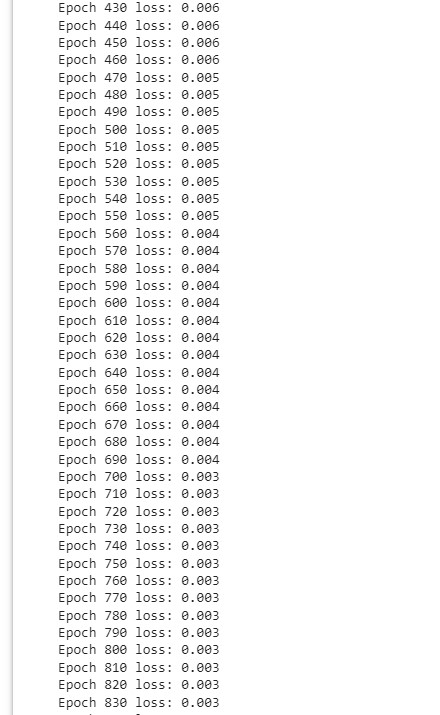 Epoch 430 loss: 0.006
Epoch 440 loss: 0.006
Epoch 450 loss: 0.006
Epoch 460 loss: 0.006
Epoch 470 loss: 0.005
Epoch 480 loss: 0.005
Epoch 490 loss: 0.005
Epoch 500 loss: 0.005
Epoch 510 loss: 0.005
Epoch 520 loss: 0.005
Epoch 530 loss: 0.005
Epoch 540 loss: 0.005
Epoch 550 loss: 0.005
Epoch 560 loss: 0.004
Epoch 570 loss: 0.004
Epoch 580 loss: 0.004
Epoch 590 loss: 0.004
Epoch 600 loss: 0.004
Epoch 610 loss: 0.004
Epoch 620 loss: 0.004
Epoch 630 loss: 0.004
Epoch 640 loss: 0.004
Epoch 650 loss: 0.004
Epoch 660 loss: 0.004
Epoch 670 loss: 0.004
Epoch 680 loss: 0.004
Epoch 690 loss: 0.004
Epoch 700 loss: 0.003
Epoch 710 loss: 0.003
Epoch 720 loss: 0.003
Epoch 730 loss: 0.003
Epoch 740 loss: 0.003
Epoch 750 loss: 0.003
Epoch 760 loss: 0.003
Epoch 770 loss: 0.003
Epoch 780 loss: 0.003
Epoch 790 loss: 0.003
Epoch 800 loss: 0.003
Epoch 810 loss: 0.003
Epoch 820 loss: 0.003
Epoch 830 loss: 0.003